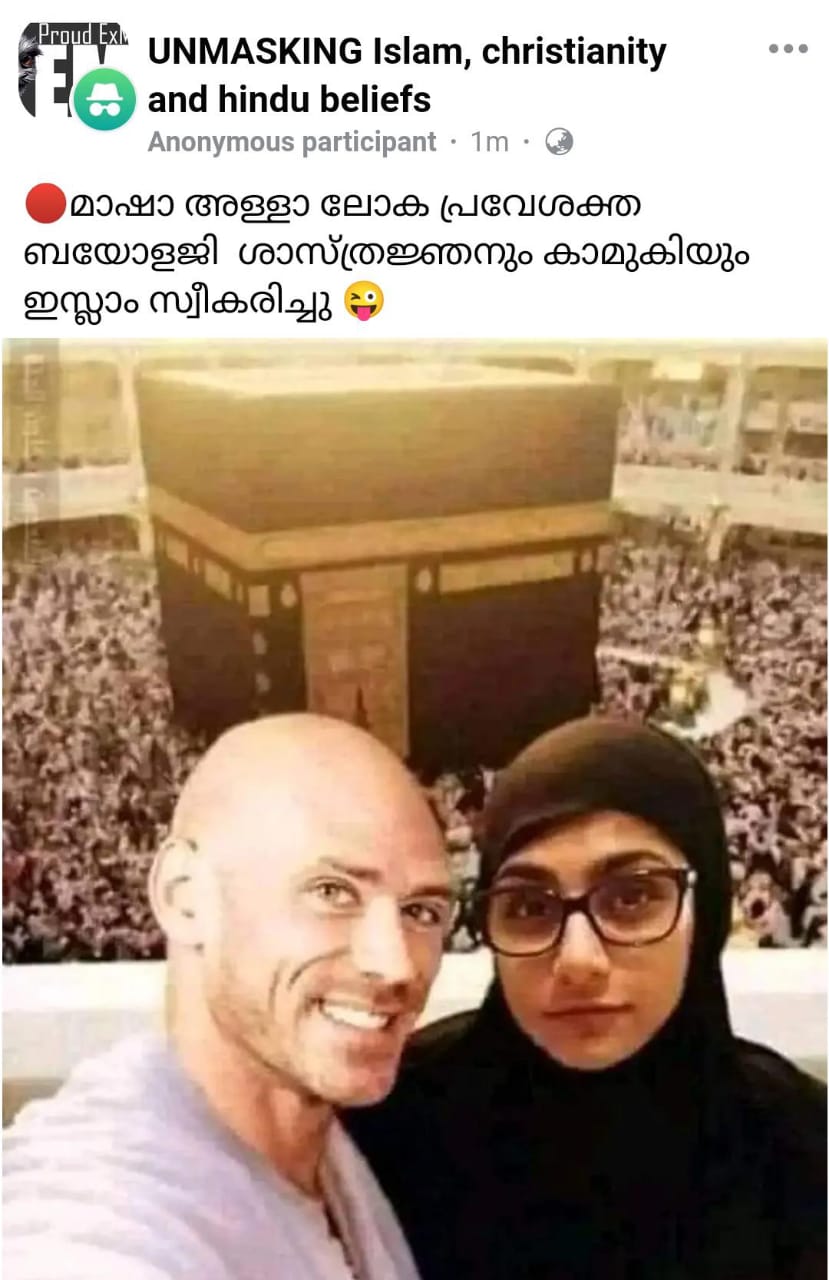 Proud Ex
UNMASKING Islam, christianity
and hindu beliefs
Anonymous participant · 1m ·
🔴മാഷാ അള്ളാ ലോക പ്രവേശക്ത
ബയോളജി ശാസ്ത്രജ്ഞനും കാമുകിയും
ഇസ്ലാം സ്വീകരിച്ചു 😜